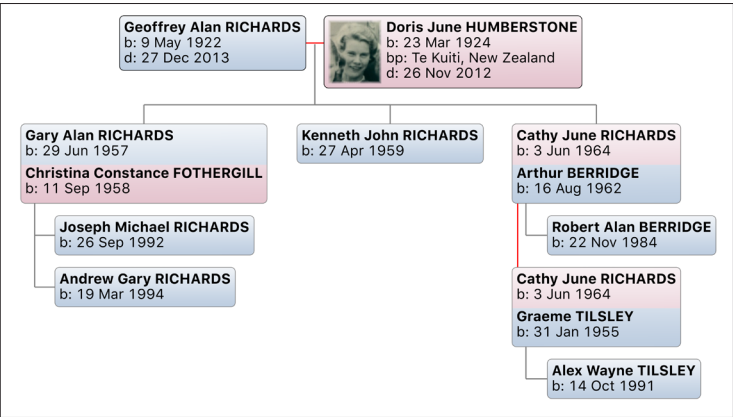 Geoffrey Alan RICHARDS
b: 9 May 1922
d: 27 Dec 2013
Doris June HUMBERSTONE
b: 23 Mar 1924
bp: Te Kuiti, New Zealand
d: 26 Nov 2012
Gary Alan RICHARDS
b: 29 Jun 1957
Christina Constance FOTHERGILL
b: 11 Sep 1958
Kenneth John RICHARDS
b: 27 Apr 1959
Cathy June RICHARDS
b: 3 Jun 1964
Arthur BERRIDGE
b: 16 Aug 1962
Joseph Michael RICHARDS
b: 26 Sep 1992
Robert Alan BERRIDGE
b: 22 Nov 1984
Andrew Gary RICHARDS
b: 19 Mar 1994
Cathy June RICHARDS
b: 3 Jun 1964
Graeme TILSLEY
b: 31 Jan 1955
Alex Wayne TILSLEY
b: 14 Oct 1991